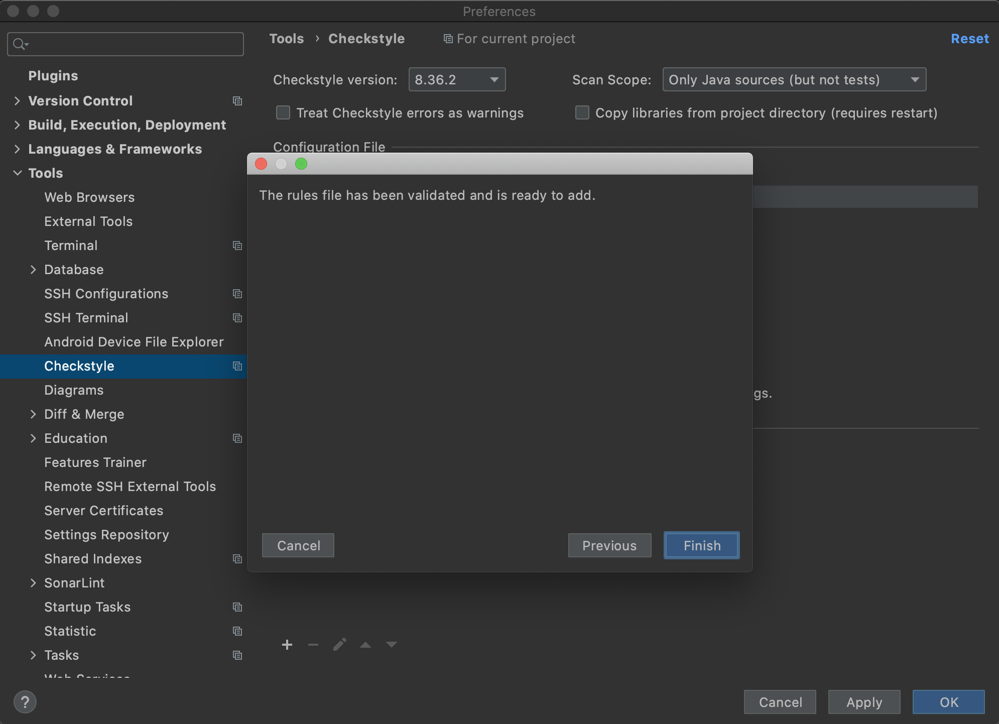 Preferences
Tools › Checkstyle For current project Reset
Plugins
Version Control
Build, Execution, Deployment
Languages & Frameworks
Tools
Web Browsers
External Tools
Terminal
Database
SSH Configurations
SSH Terminal
Android Device File Explorer
Checkstyle
Diagrams
Diff & Merge
Education
Features Trainer
Remote SSH External Tools
Server Certificates
Settings Repository
Shared Indexes
SonarLint
Startup Tasks
Statistic
Tasks
Web Services
Checkstyle version: 8.36.2 Scan Scope: Only Java sources (but not tests)
Treat Checkstyle errors as warnings Copy libraries from project directory (requires restart)
Configuration File
The rules file has been validated and is ready to add.
gs.
Cancel Previous Finish
? Cancel Apply OK